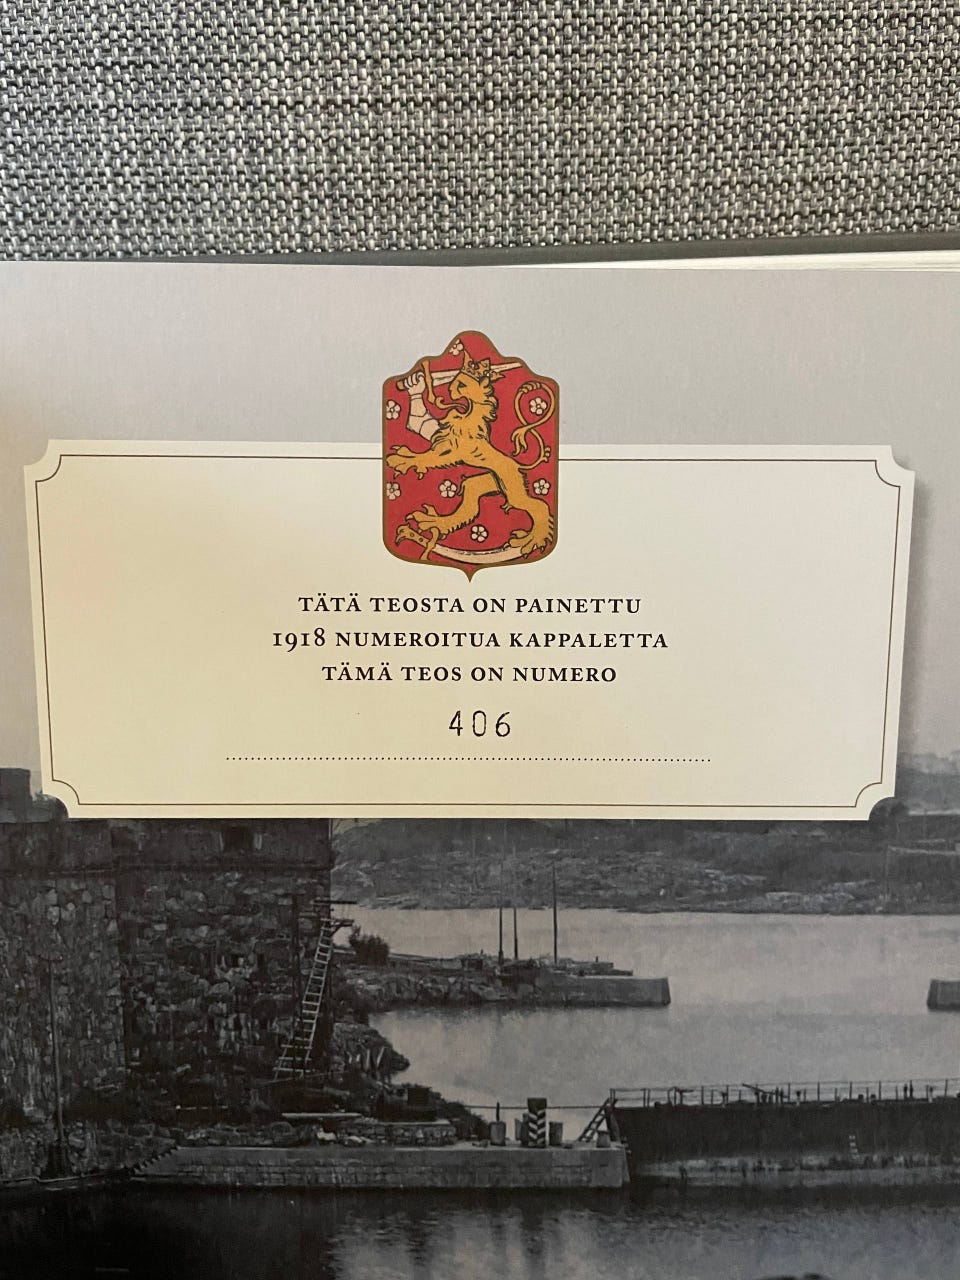 TÄTÄ TEOSTA ON PAINETTU
1918 NUMEROITUA KAPPALETTA
TÄMÄ TEOS ON NUMERO
406